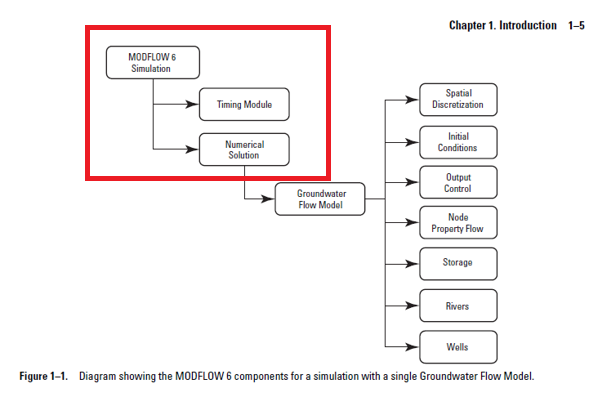 Chapter 1. Introduction 1–5
MODFLOW 6
Simulation
Timing Module
Numerical
Solution
Groundwater
Flow Model
Spatial
Discretization
Initial
Conditions
Output
Control
Node
Property Flow
Storage
Rivers
Wells
Figure 1–1. Diagram showing the MODFLOW 6 components for a simulation with a single Groundwater Flow Model.